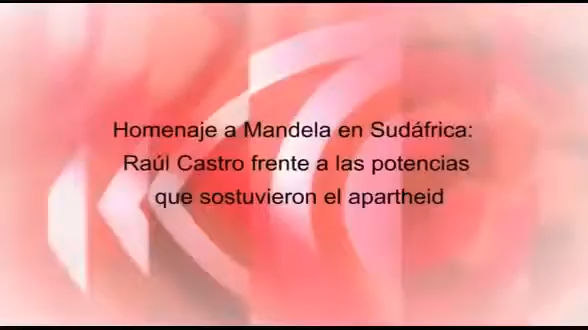 Homenaje a Mandela en Sudáfrica:
Raúl Castro frente a las potencias
que sostuvieron el apartheid